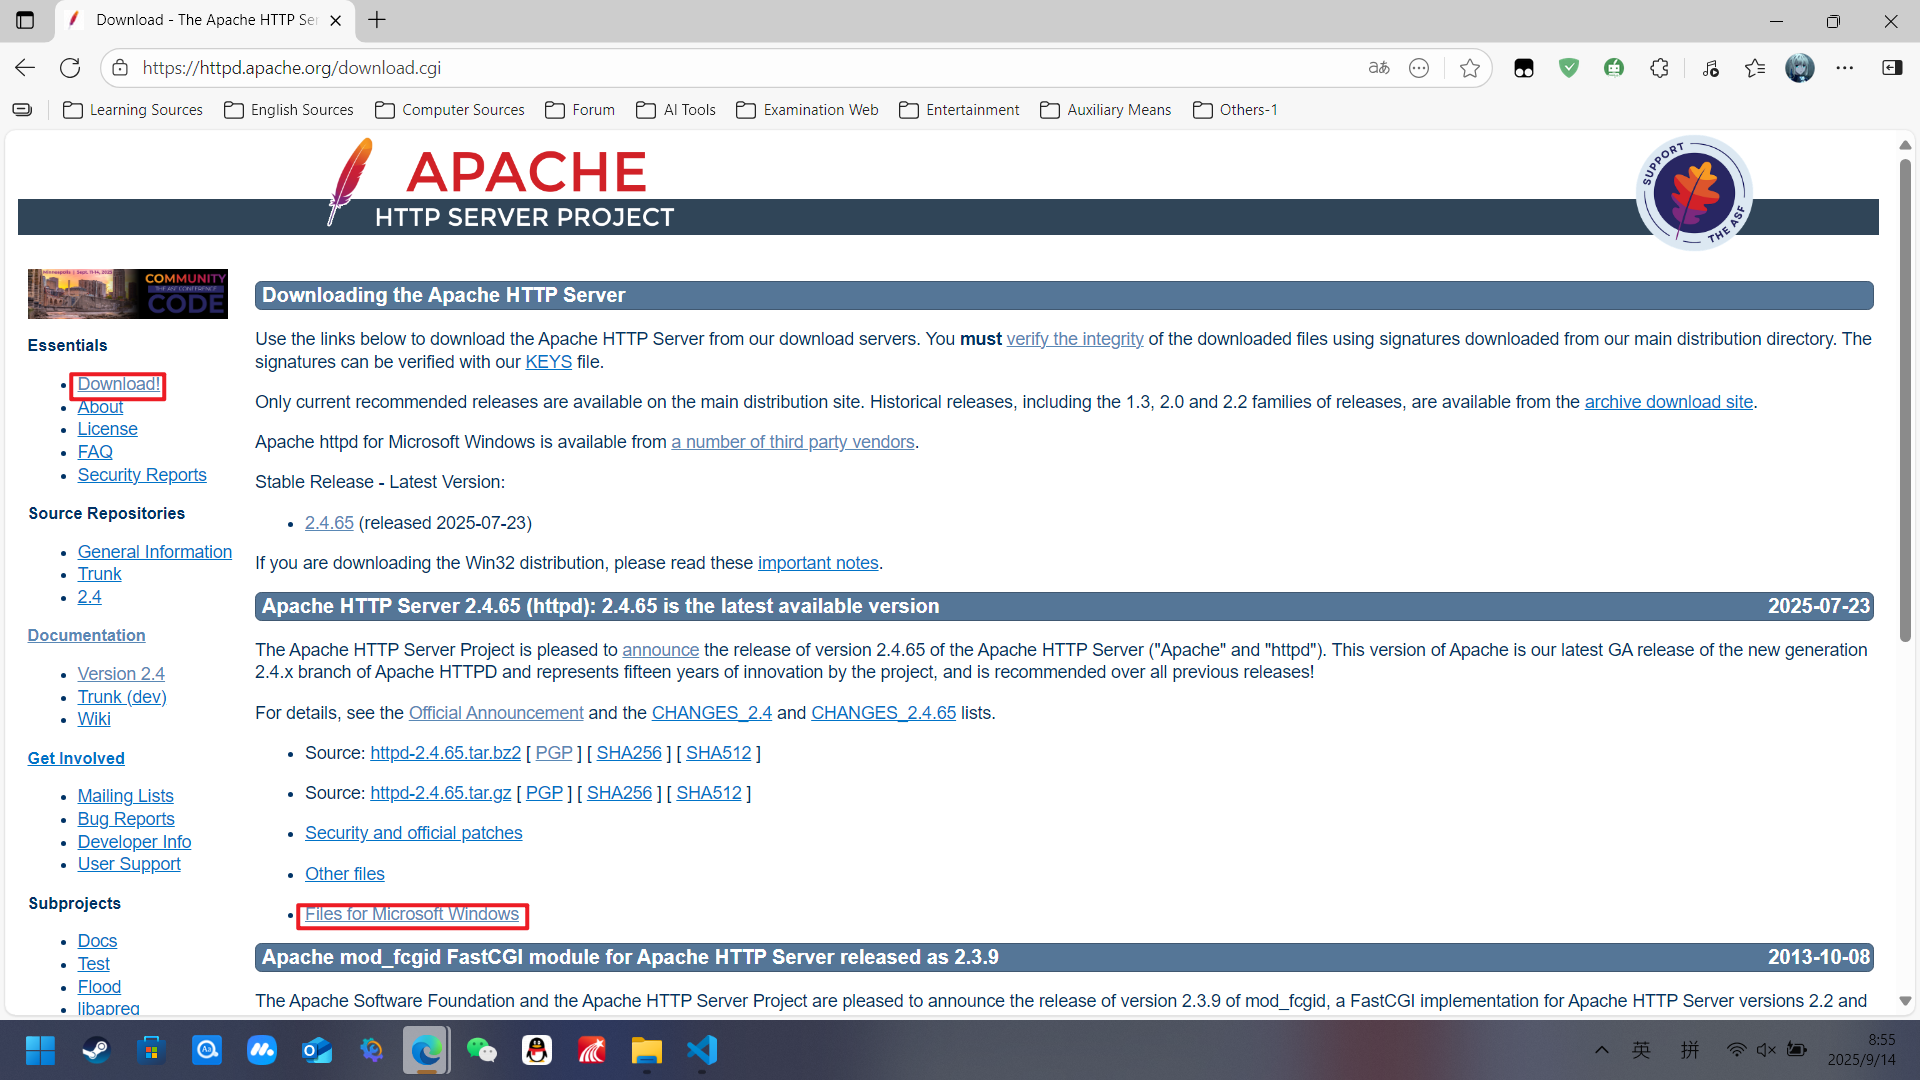 Download - The Apache HTTP Ser
https://httpd.apache.org/download.cgi
aあ
Learning Sources
English Sources
Computer Sources
Forum
AI Tools
Examination Web
Entertainment
Auxiliary Means
Others-1
APACHE
HTTP SERVER PROJECT
SUPPORT
THE ASF
Minneapolis | Sept. 11-14, 2025
COMMUNITY
THE ASF CONFERENCE
CODE
Essentials
Download!
About
License
FAQ
Security Reports
Source Repositories
General Information
Trunk
2.4
Documentation
Version 2.4
Trunk (dev)
Wiki
Get Involved
Mailing Lists
Bug Reports
Developer Info
User Support
Subprojects
Docs
Test
Flood
libapreq
Downloading the Apache HTTP Server
Use the links below to download the Apache HTTP Server from our download servers. You must verify the integrity of the downloaded files using signatures downloaded from our main distribution directory. The
signatures can be verified with our KEYS file.
Only current recommended releases are available on the main distribution site. Historical releases, including the 1.3, 2.0 and 2.2 families of releases, are available from the archive download site.
Apache httpd for Microsoft Windows is available from a number of third party vendors.
Stable Release - Latest Version:
2.4.65 (released 2025-07-23)
If you are downloading the Win32 distribution, please read these important notes.
Apache HTTP Server 2.4.65 (httpd): 2.4.65 is the latest available version 2025-07-23
The Apache HTTP Server Project is pleased to announce the release of version 2.4.65 of the Apache HTTP Server ("Apache" and "httpd"). This version of Apache is our latest GA release of the new generation
2.4.x branch of Apache HTTPD and represents fifteen years of innovation by the project, and is recommended over all previous releases!
For details, see the Official Announcement and the CHANGES_2.4 and CHANGES_2.4.65 lists.
Source: httpd-2.4.65.tar.bz2 [ PGP ] [ SHA256 ] [ SHA512 ]
Source: httpd-2.4.65.tar.gz [ PGP ] [ SHA256 ] [ SHA512 ]
Security and official patches
Other files
Files for Microsoft Windows
Apache mod_fcgid FastCGI module for Apache HTTP Server released as 2.3.9 2013-10-08
The Apache Software Foundation and the Apache HTTP Server Project are pleased to announce the release of version 2.3.9 of mod_fcgid, a FastCGI implementation for Apache HTTP Server versions 2.2 and
英
拼
8:55
2025/9/14